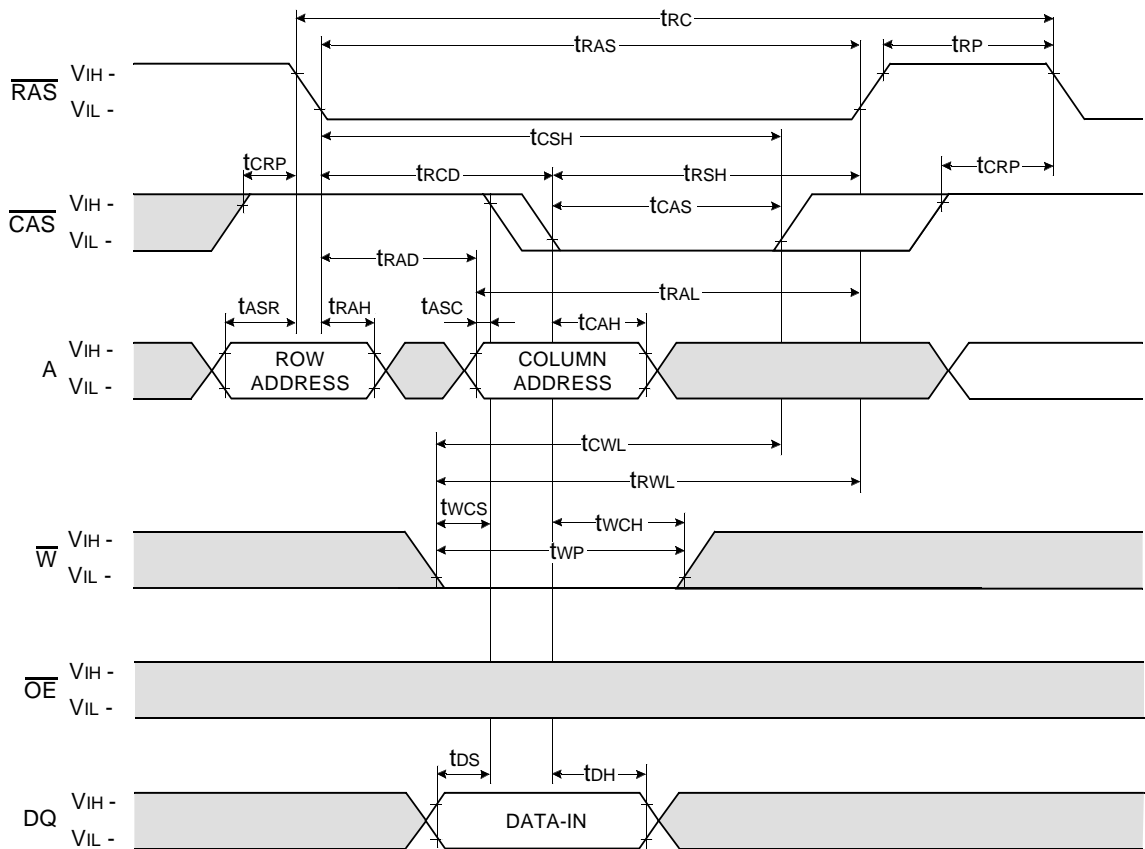 tRC
tRAS
tRP
RAS
VIH -
VIL -
tCSH
tCRP
tRCD
tRSH
tCRP
CAS
VIH -
VIL -
tCAS
tRAD
tRAL
tASR
tRAH
tASC
tCAH
A
VIH -
VIL -
ROW
ADDRESS
COLUMN
ADDRESS
tCWL
tRWL
tWCS
tWCH
tWP
W
VIH -
VIL -
OE
VIH -
VIL -
tDS
tDH
DQ
VIH -
VIL -
DATA-IN